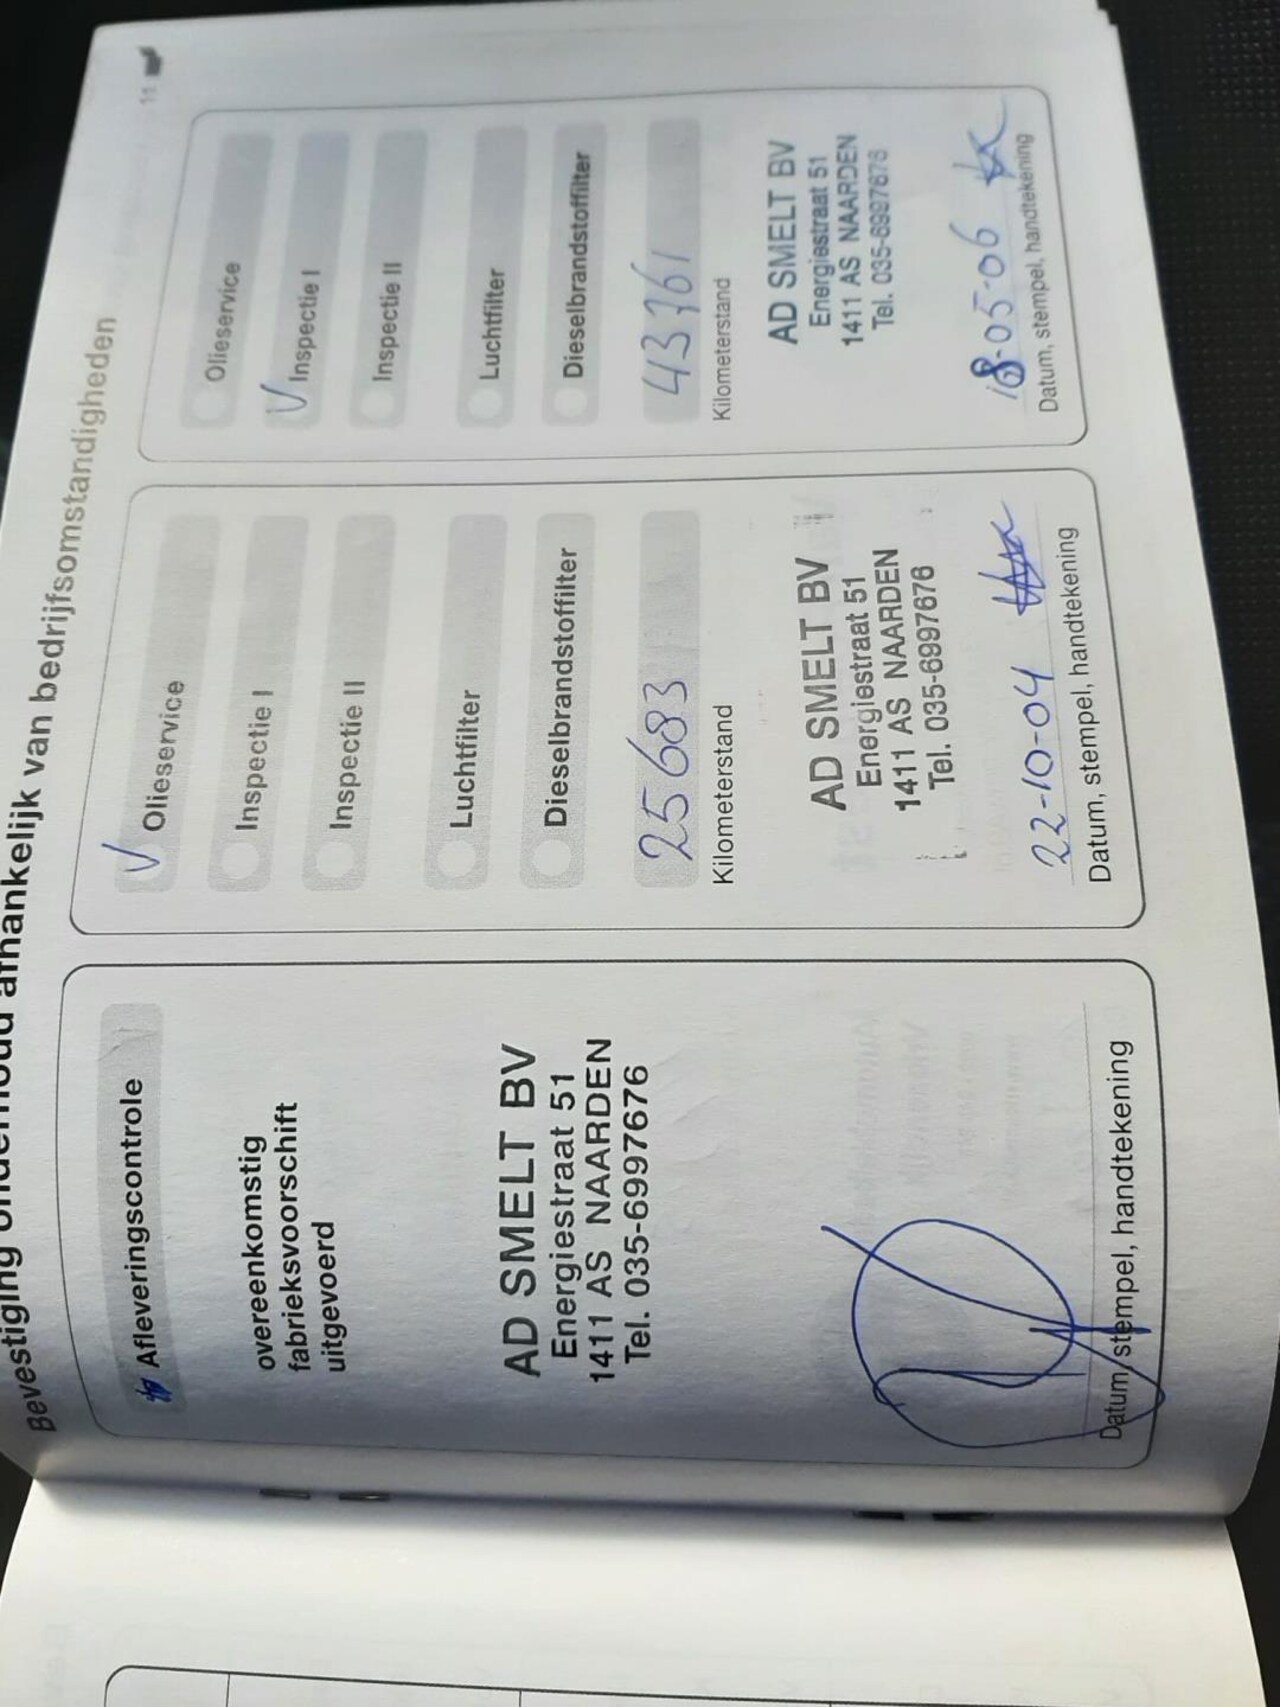 Bevestiging onderhoud afhankelijk van bedrijfsomstandigheden
11
Afleveringscontrole
overeenkomstig
fabrieksvoorschrift
uitgevoerd
AD SMELT BV
Energiestraat 51
1411 AS NAARDEN
Tel. 035-6997676
Datum, stempel, handtekening
V Olieservice
Inspectie I
Inspectie II
Luchtfilter
Dieselbrandstoffilter
25683
Kilometerstand
AD SMELT BV
Energiestraat 51
1411 AS NAARDEN
Tel. 035-6997676
22-10-04
Datum, stempel, handtekening
Olieservice
V Inspectie I
Inspectie II
Luchtfilter
Dieselbrandstoffilter
43761
Kilometerstand
AD SMELT BV
Energiestraat 51
1411 AS NAARDEN
Tel. 035-6997676
18-05-06
Datum, stempel, handtekening